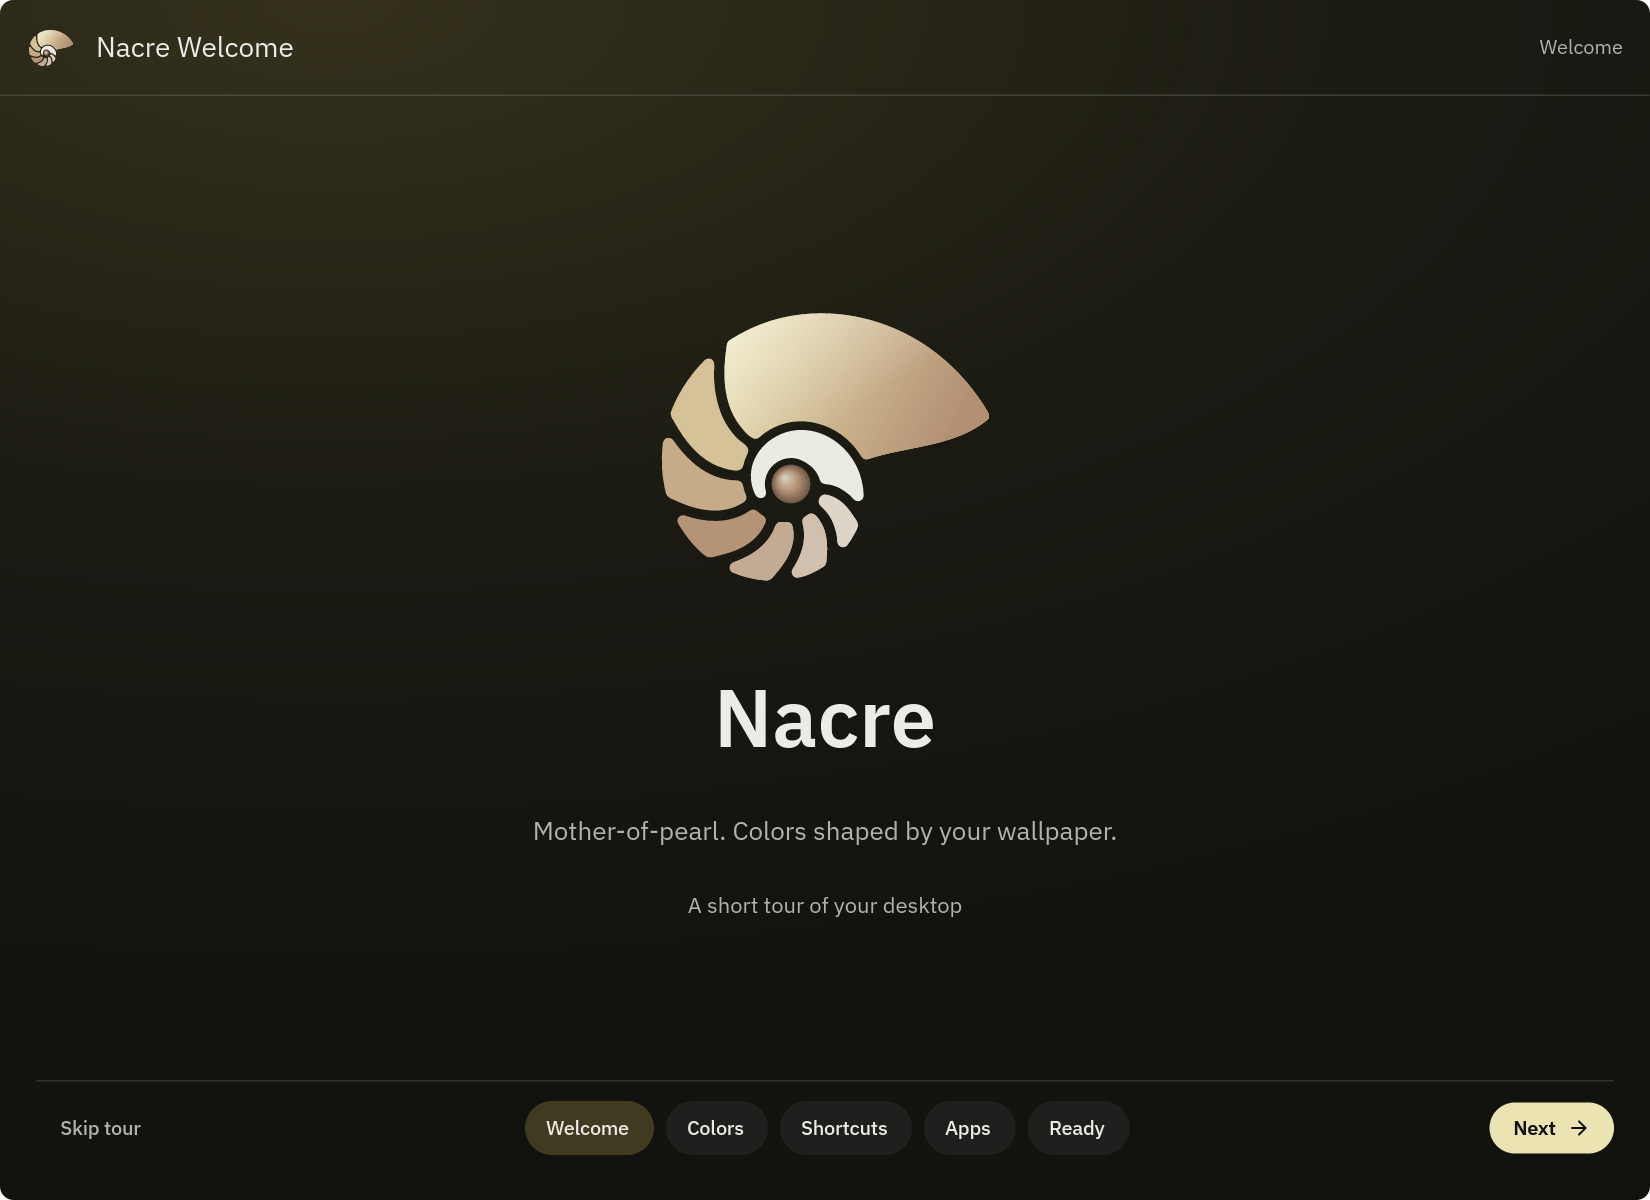 Nacre Welcome
Welcome
Nacre
Mother-of-pearl. Colors shaped by your wallpaper.
A short tour of your desktop
Skip tour
Welcome
Colors
Shortcuts
Apps
Ready
Next